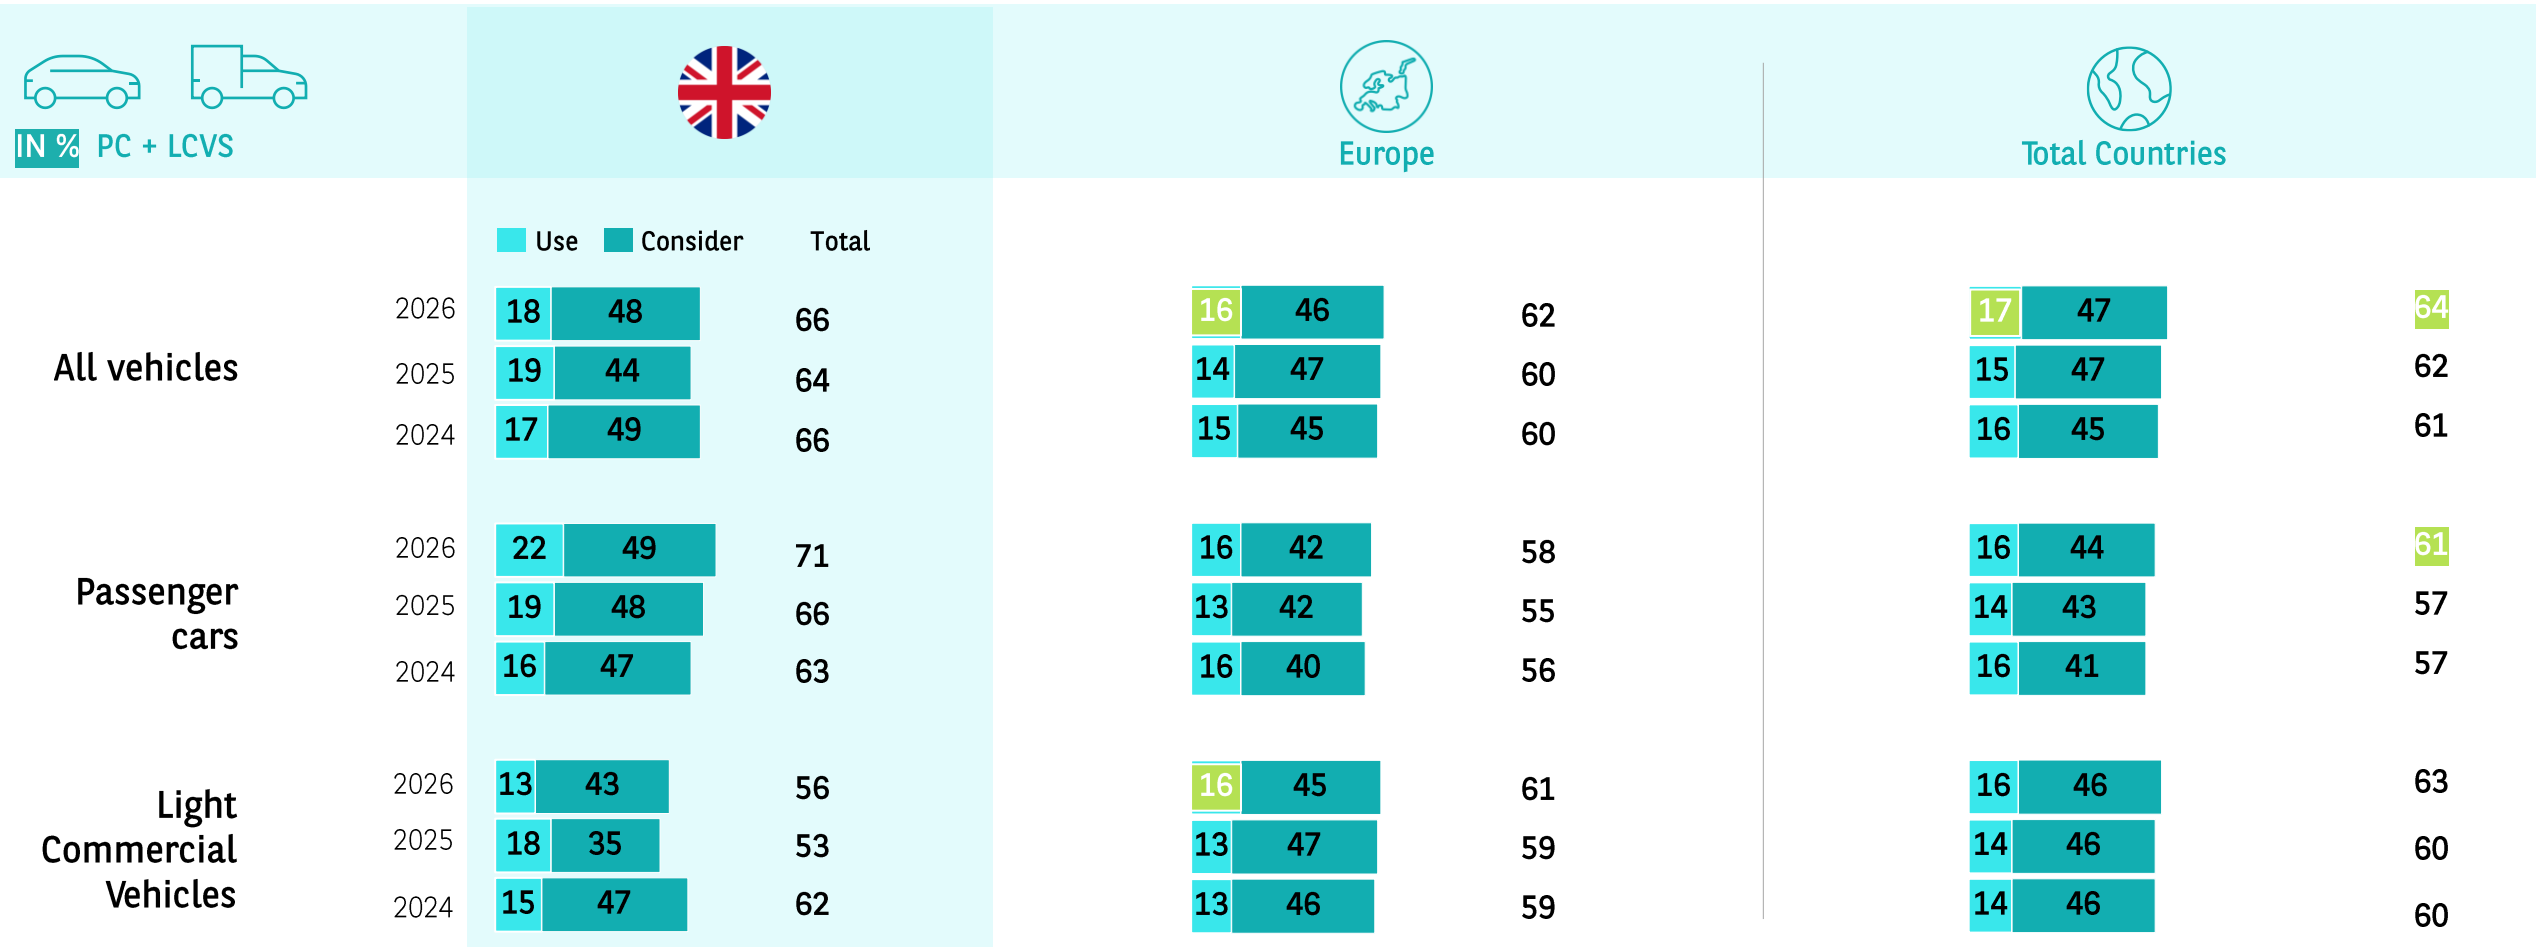 IN % PC + LCVS
Europe
Total Countries
Use Consider Total
All vehicles
2026 18 48 66 16 46 62 17 47 64
2025 19 44 64 14 47 60 15 47 62
2024 17 49 66 15 45 60 16 45 61
Passenger
cars
2026 22 49 71 16 42 58 16 44 61
2025 19 48 66 13 42 55 14 43 57
2024 16 47 63 16 40 56 16 41 57
Light
Commercial
Vehicles
2026 13 43 56 16 45 61 16 46 63
2025 18 35 53 13 47 59 14 46 60
2024 15 47 62 13 46 59 14 46 60